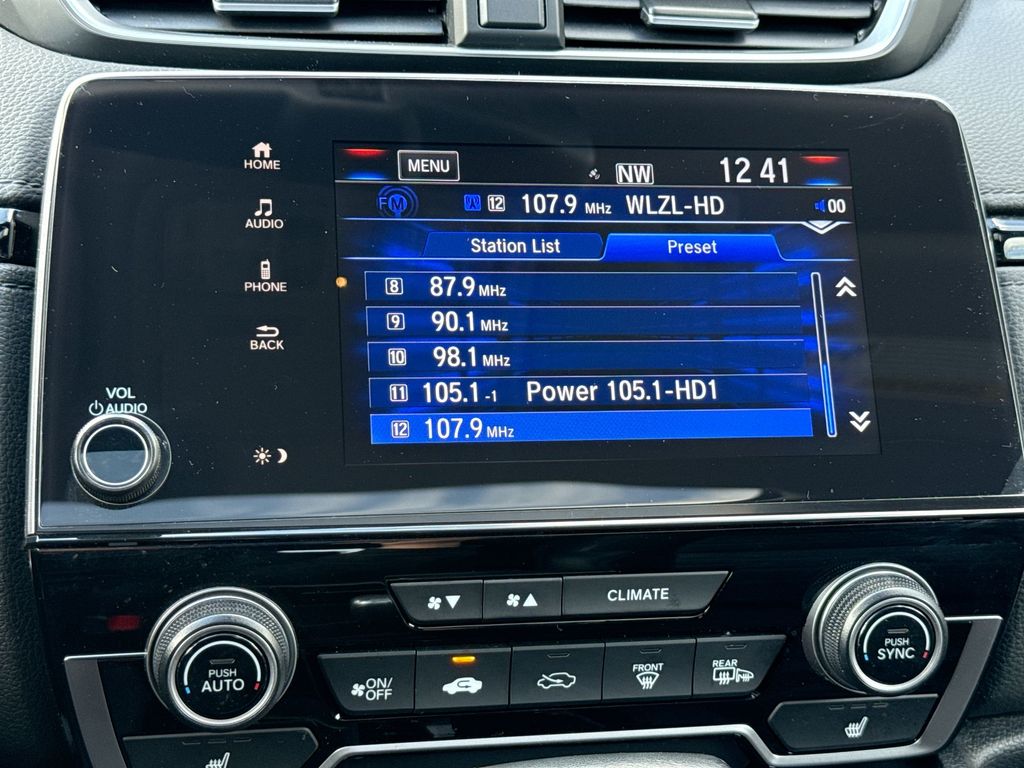 HOME
MENU
NW
12 41
FM
12 107.9 MHz WLZL-HD
00
AUDIO
Station List
Preset
PHONE
8 87.9 MHz
9 90.1 MHz
BACK
10 98.1 MHz
11 105.1 -1 Power 105.1-HD1
12 107.9 MHz
VOL
AUDIO
CLIMATE
PUSH
AUTO
ON/
OFF
FRONT
REAR
PUSH
SYNC